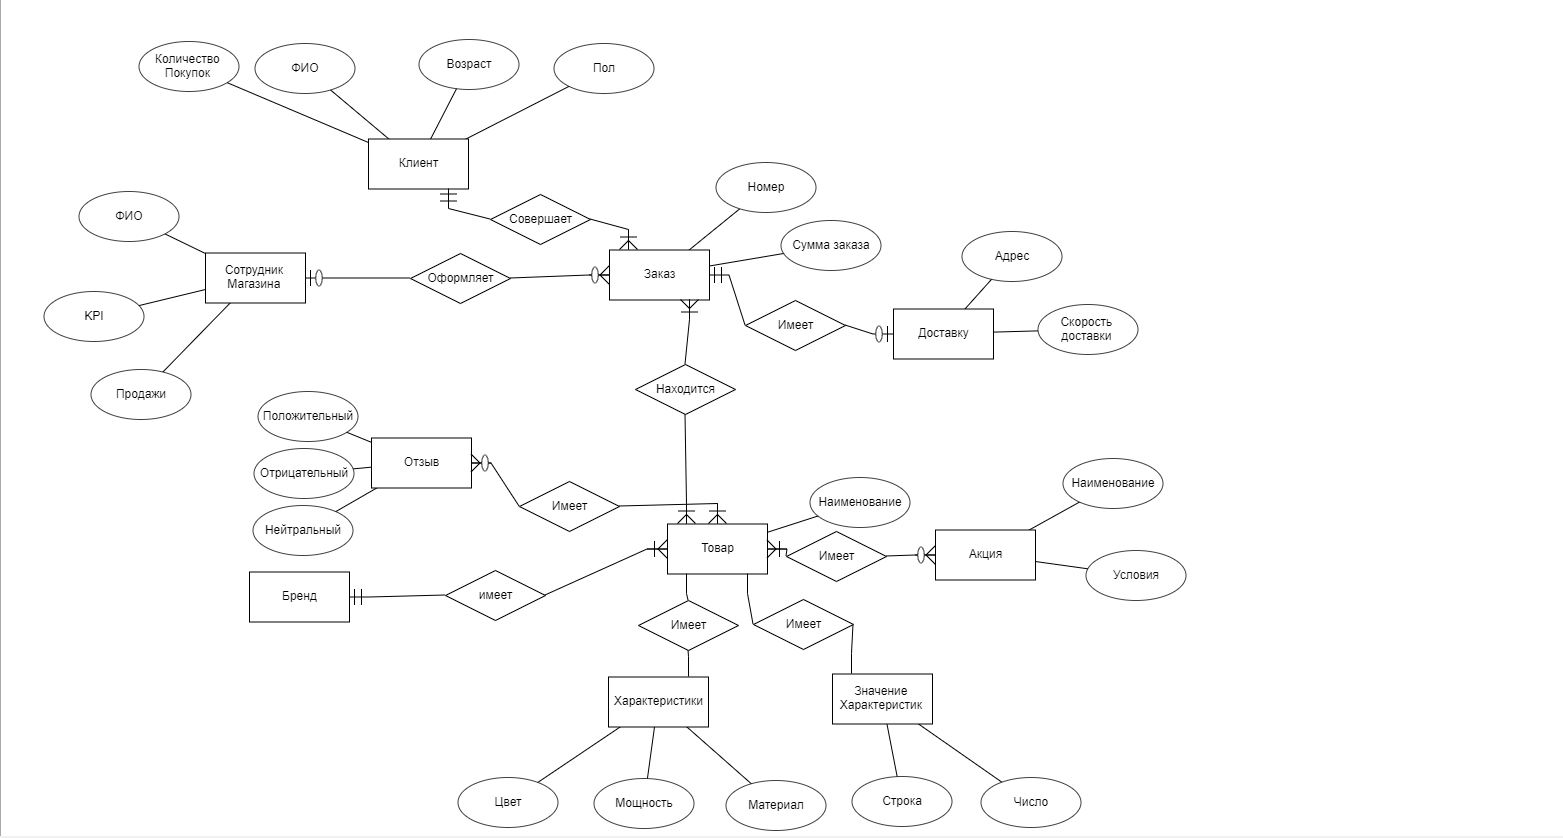 Количество
Покупок
ФИО
Возраст
Пол
Клиент
Номер
ФИО
Совершает
Сумма заказа
Адрес
Сотрудник
Магазина
Оформляет
Заказ
KPI
Имеет
Доставку
Скорость
доставки
Продажи
Находится
Положительный
Отзыв
Отрицательный
Наименование
Имеет
Наименование
Нейтральный
Товар
Имеет
Акция
Условия
Бренд
имеет
Имеет
Имеет
Характеристики
Значение
Характеристик
Цвет
Мощность
Материал
Строка
Число